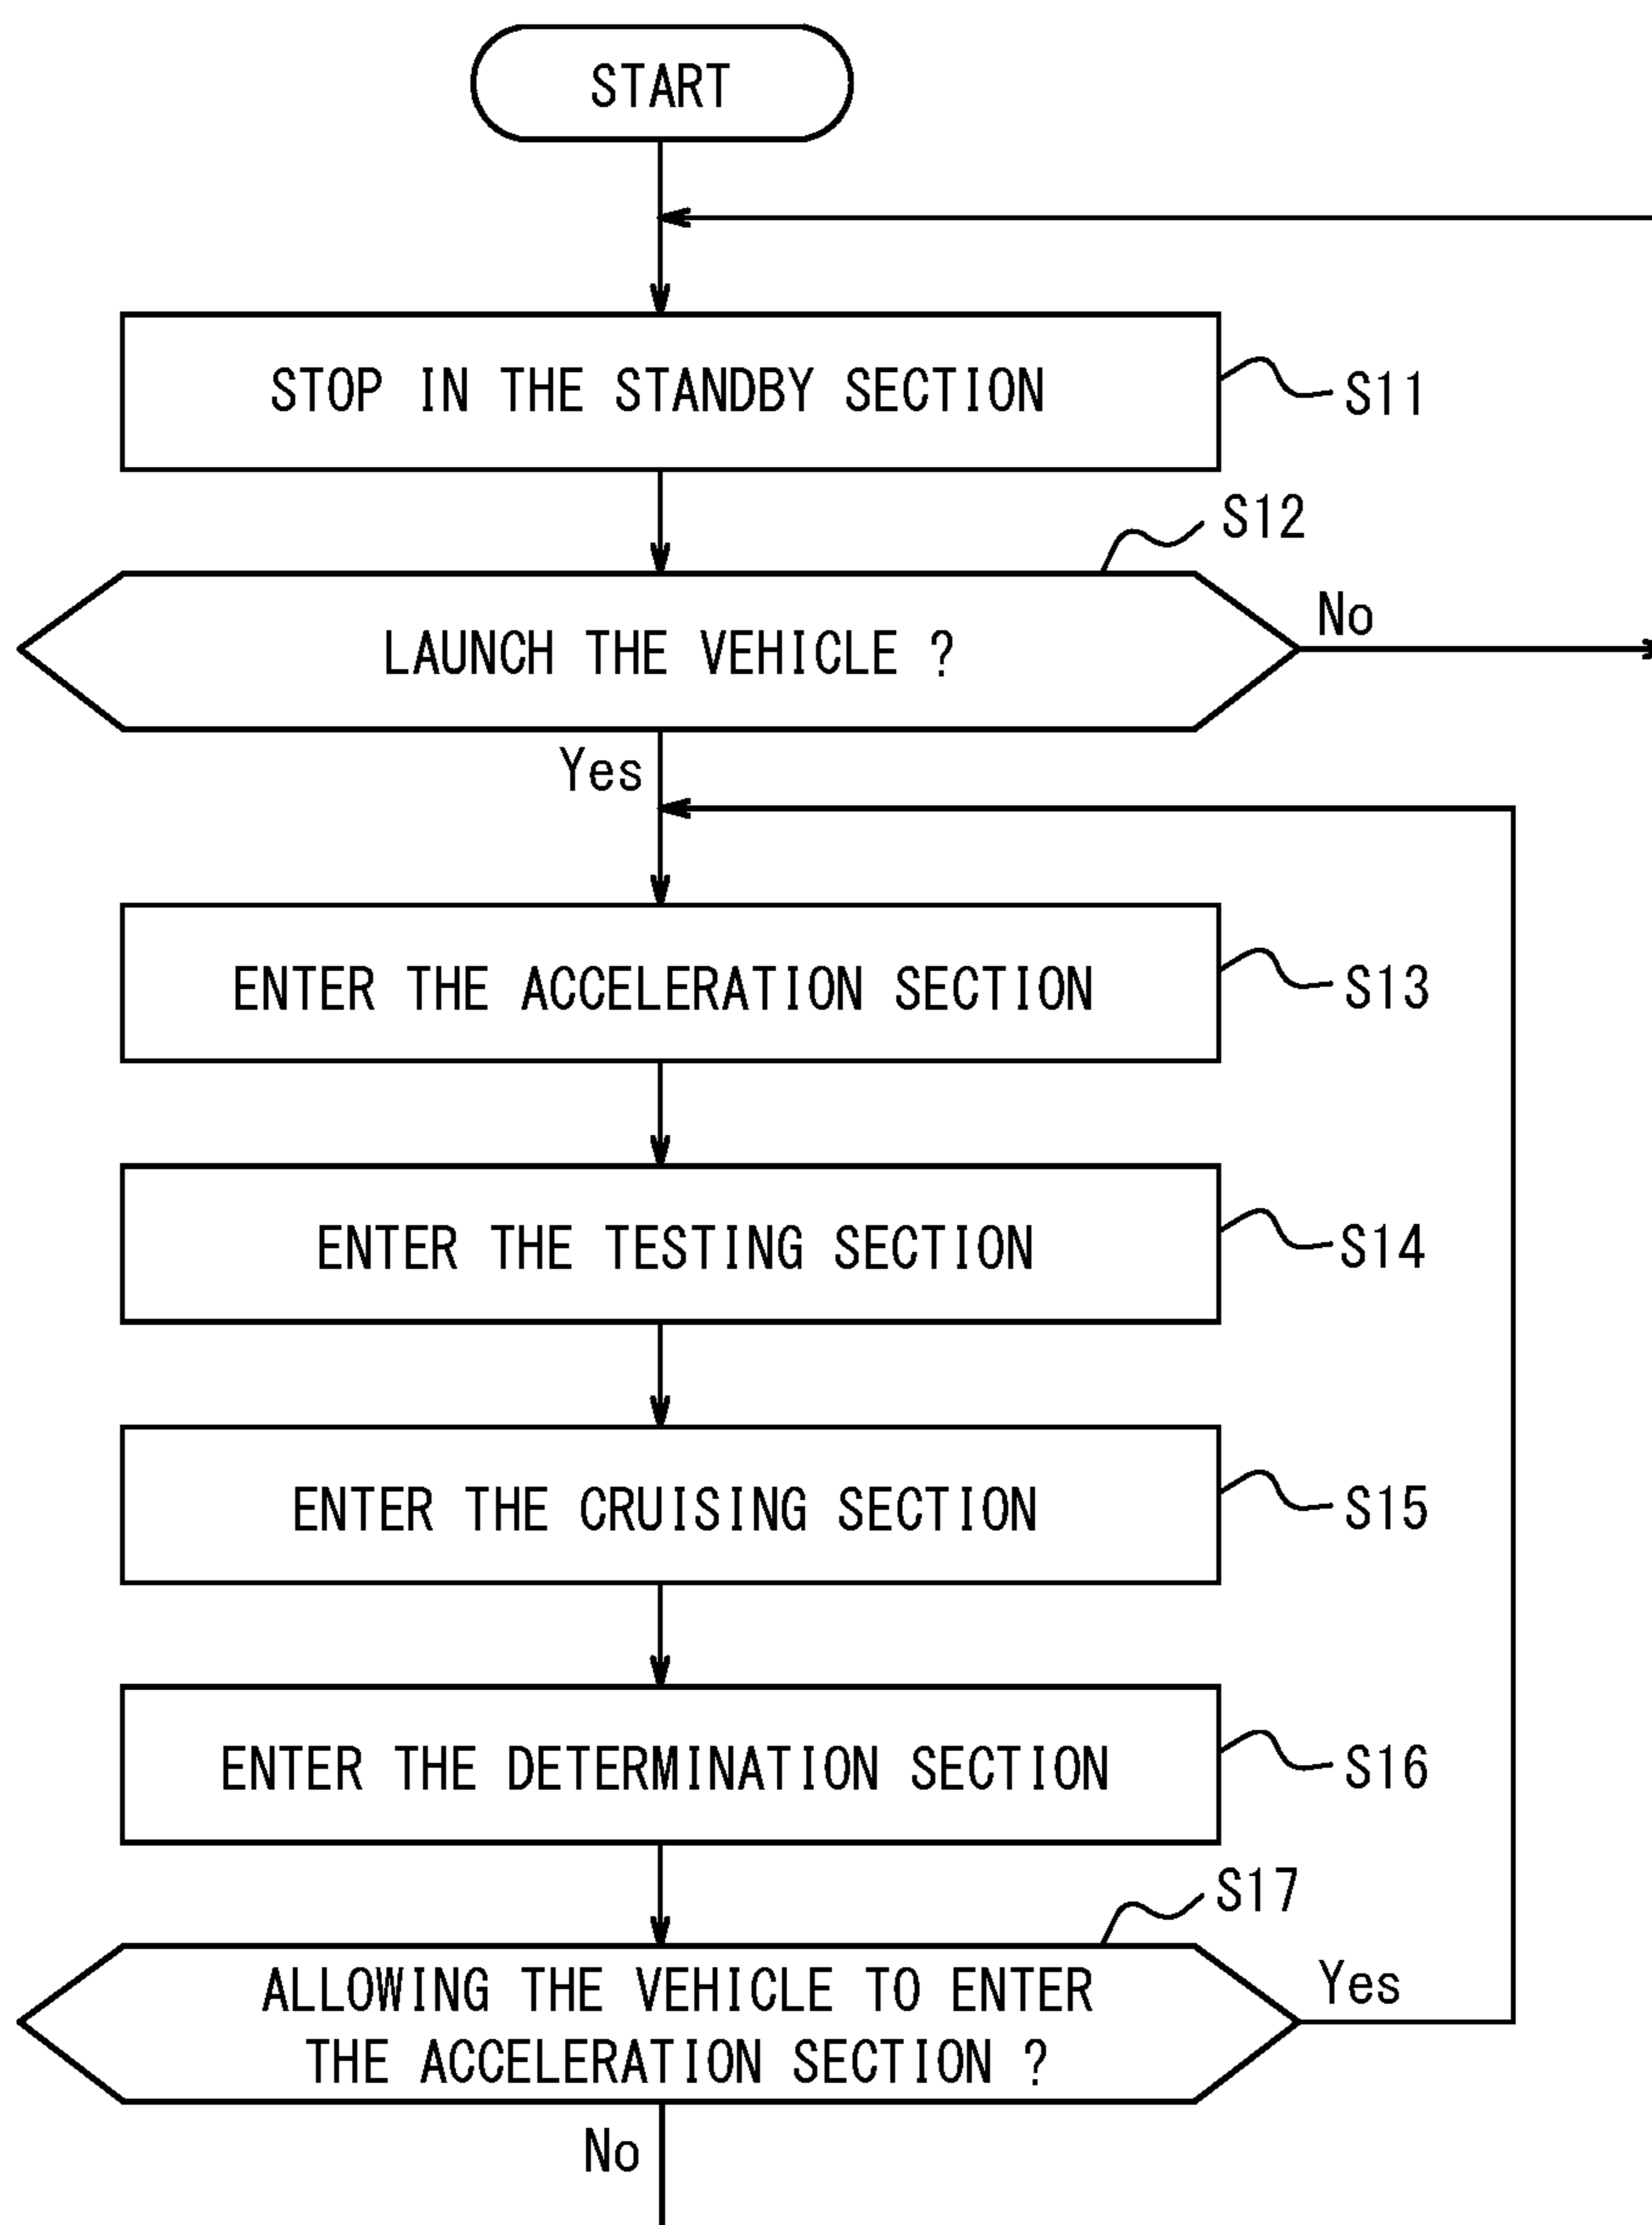 START
STOP IN THE STANDBY SECTION
S11
S12
LAUNCH THE VEHICLE ?
No
Yes
ENTER THE ACCELERATION SECTION
S13
ENTER THE TESTING SECTION
S14
ENTER THE CRUISING SECTION
S15
ENTER THE DETERMINATION SECTION
S16
S17
ALLOWING THE VEHICLE TO ENTER
THE ACCELERATION SECTION ?
Yes
No